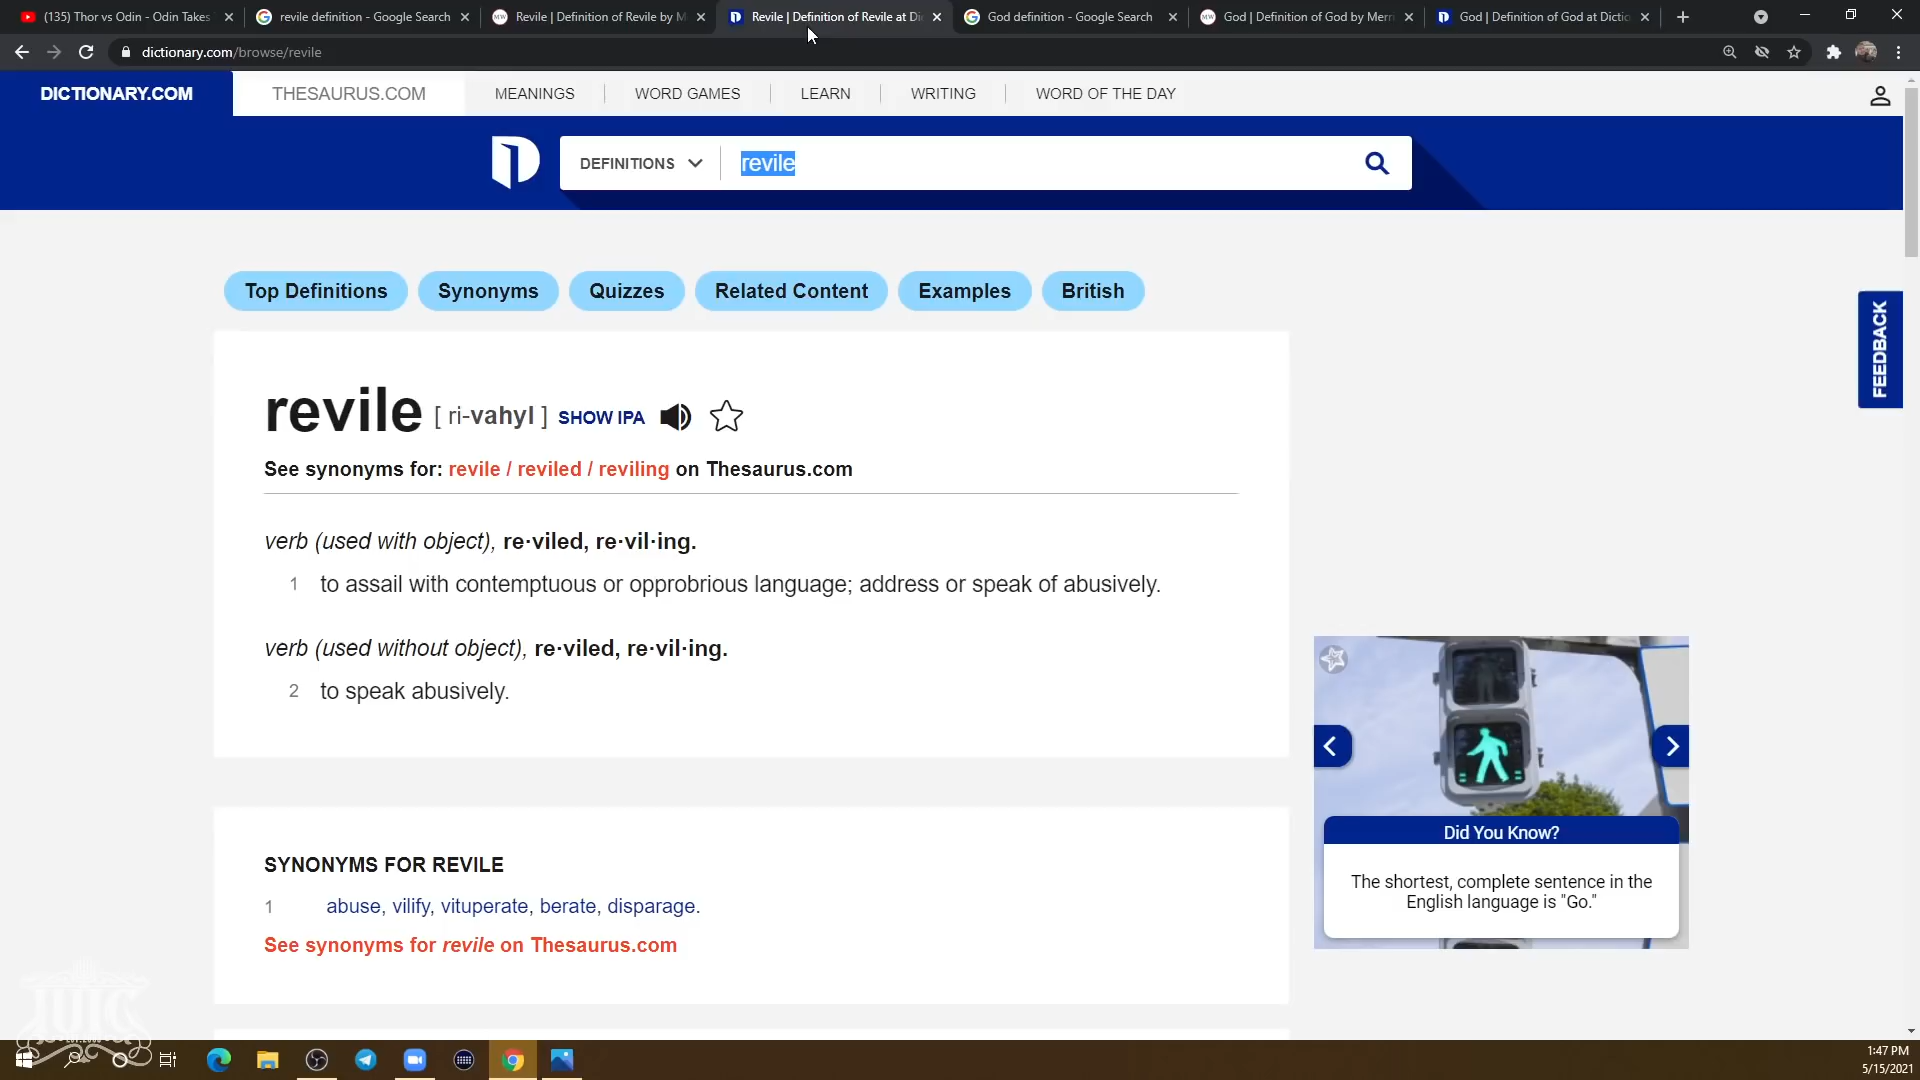 (135) Thor vs Odin - Odin Takes
revile definition - Google Search
Revile | Definition of Revile by M
Revile | Definition of Revile at Di
God definition - Google Search
God | Definition of God by Merr
God | Definition of God at Dictio
dictionary.com/browse/revile
DICTIONARY.COM
THESAURUS.COM
MEANINGS
WORD GAMES
LEARN
WRITING
WORD OF THE DAY
DEFINITIONS
revile
Top Definitions
Synonyms
Quizzes
Related Content
Examples
British
FEEDBACK
revile [ ri-vahyl ] SHOW IPA
See synonyms for: revile / reviled / reviling on Thesaurus.com
verb (used with object), re·viled, re·vil·ing.
1 to assail with contemptuous or opprobrious language; address or speak of abusively.
verb (used without object), re·viled, re·vil·ing.
2 to speak abusively.
Did You Know?
The shortest, complete sentence in the
English language is "Go."
SYNONYMS FOR REVILE
1 abuse, vilify, vituperate, berate, disparage.
See synonyms for revile on Thesaurus.com
IUIC
1:47 PM
5/15/2021